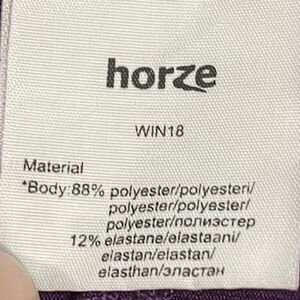 horze
WIN18
Material
*Body:88% polyester/polyesteri/
polyester/polyester/
polyester/полиэстер
12% elastane/elastaani/
elastan/elastan/
elasthan/эластан